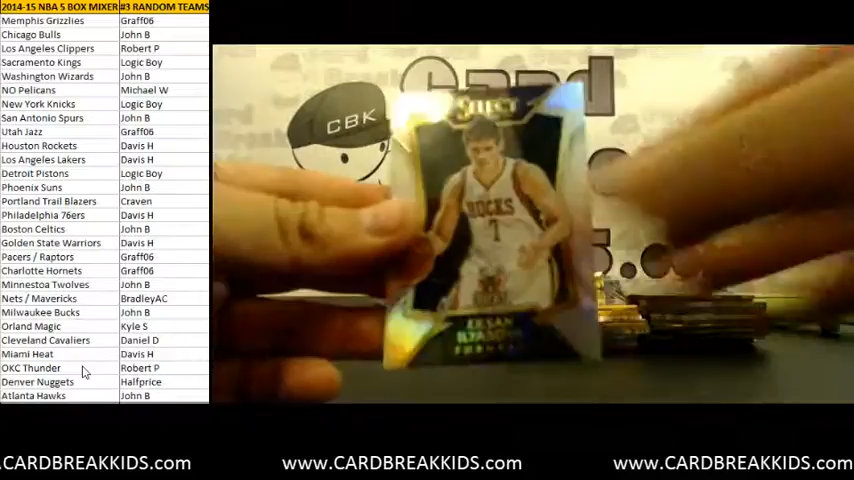 2014-15 NBA 5 BOX MIXER #3 RANDOM TEAMS
Memphis Grizzlies Graff06
Chicago Bulls John B
Los Angeles Clippers Robert P
Sacramento Kings Logic Boy
Washington Wizards John B
NO Pelicans Michael W
New York Knicks Logic Boy
San Antonio Spurs John B
Utah Jazz Graff06
Houston Rockets Davis H
Los Angeles Lakers Davis H
Detroit Pistons Logic Boy
Phoenix Suns John B
Portland Trail Blazers Craven
Philadelphia 76ers Davis H
Boston Celtics John B
Golden State Warriors Davis H
Pacers / Raptors Graff06
Charlotte Hornets Graff06
Minnestoa Twolves John B
Nets / Mavericks BradleyAC
Milwaukee Bucks John B
Orland Magic Kyle S
Cleveland Cavaliers Daniel D
Miami Heat Davis H
OKC Thunder Robert P
Denver Nuggets Halfprice
Atlanta Hawks John B
CBK
SELECT
BUCKS
7
ERSAN
.CARDBREAKKIDS.com www.CARDBREAKKIDS.com www.CARDBREAKKIDS.c